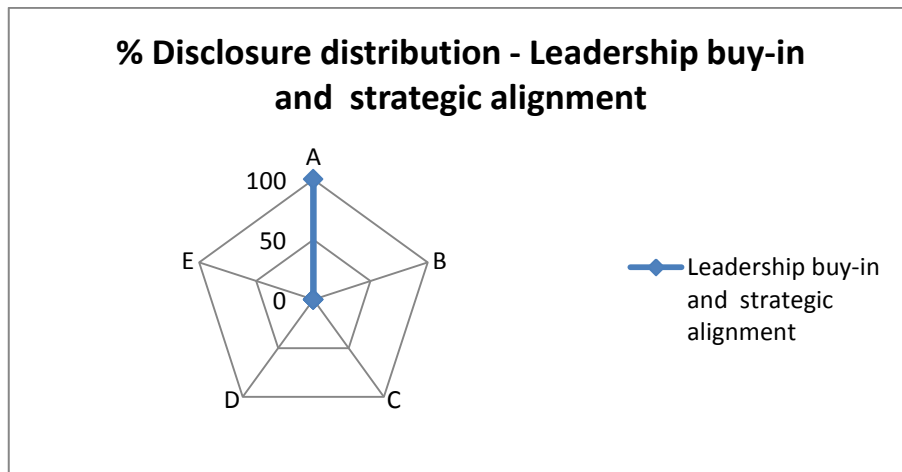 % Disclosure distribution - Leadership buy-in
and strategic alignment
A
100
50
E
B
0
D
C
Leadership buy-in
and strategic
alignment